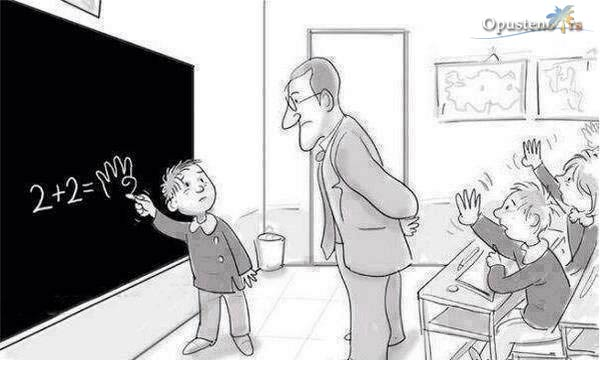 Opusteno rs
2+2=